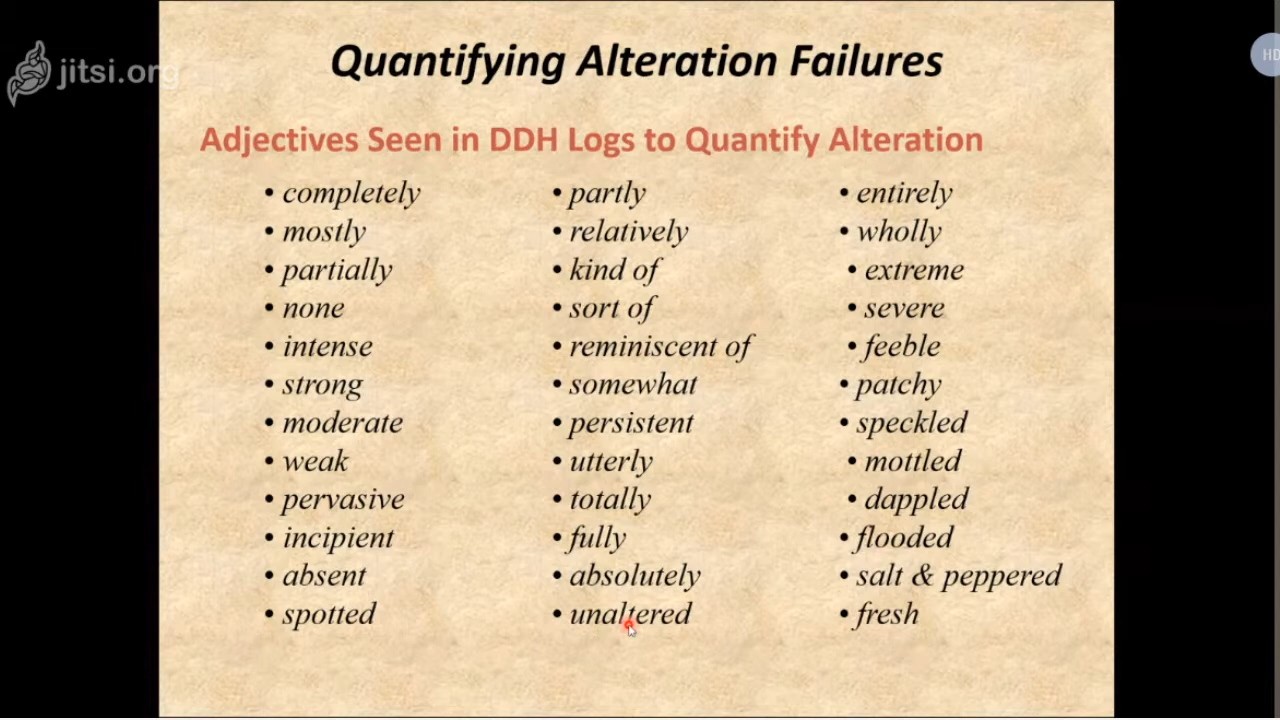 jitsi.org
HD
Quantifying Alteration Failures
Adjectives Seen in DDH Logs to Quantify Alteration
• completely
• mostly
• partially
• none
• intense
• strong
• moderate
• weak
• pervasive
• incipient
• absent
• spotted
• partly
• relatively
• kind of
• sort of
• reminiscent of
• somewhat
• persistent
• utterly
• totally
• fully
• absolutely
• unaltered
• entirely
• wholly
• extreme
• severe
• feeble
• patchy
• speckled
• mottled
• dappled
• flooded
• salt & peppered
• fresh